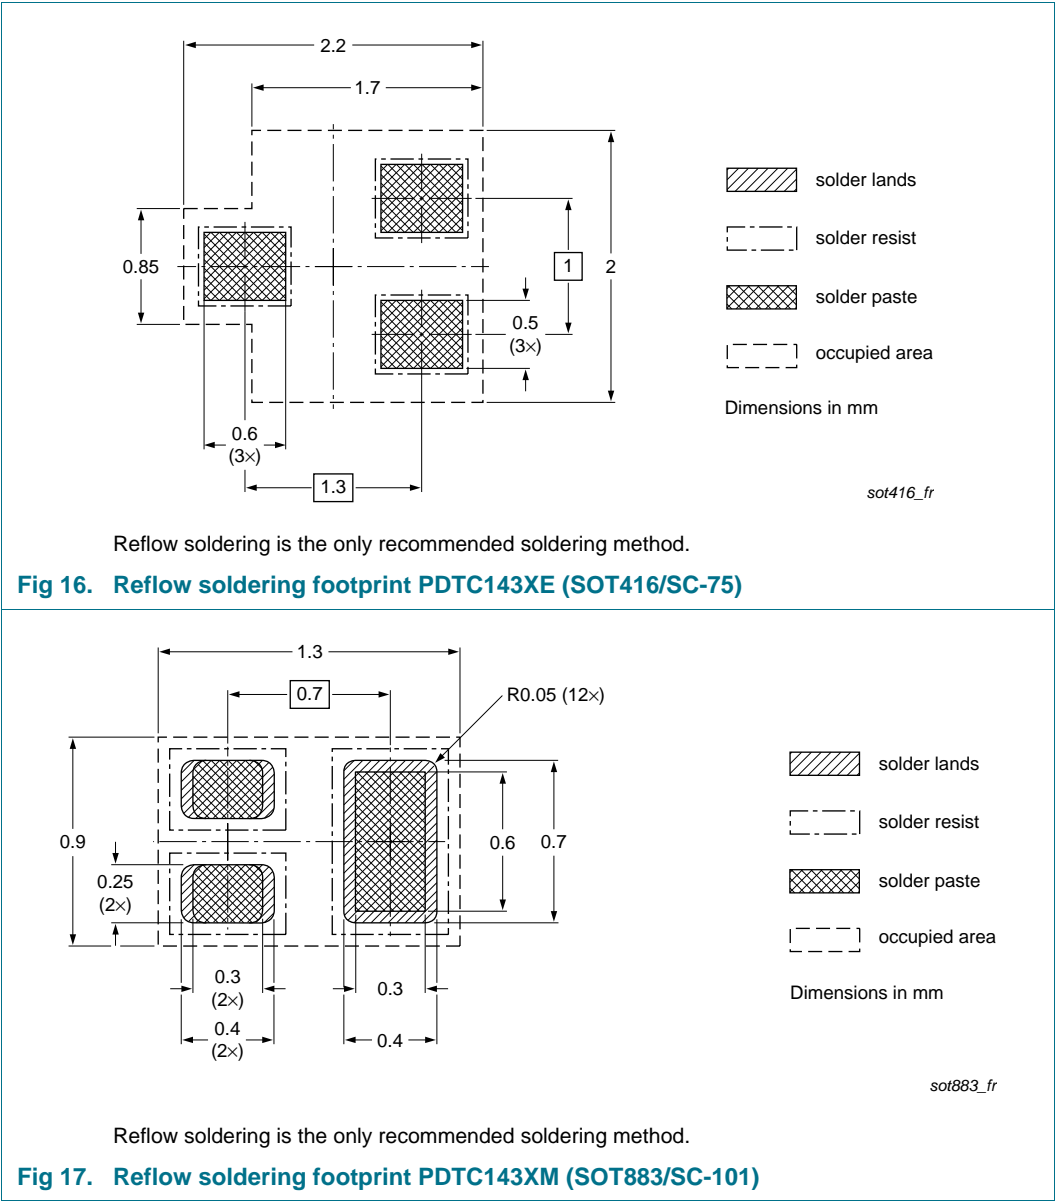 2.2
1.7
solder lands
solder resist
0.85
1
2
solder paste
0.5
(3×)
occupied area
Dimensions in mm
0.6
(3×)
1.3
sot416_fr
Reflow soldering is the only recommended soldering method.
Fig 16. Reflow soldering footprint PDTC143XE (SOT416/SC-75)
1.3
0.7
R0.05 (12×)
solder lands
solder resist
0.9
0.6
0.7
0.25
(2×)
solder paste
occupied area
0.3
(2×)
0.3
Dimensions in mm
0.4
(2×)
0.4
sot883_fr
Reflow soldering is the only recommended soldering method.
Fig 17. Reflow soldering footprint PDTC143XM (SOT883/SC-101)